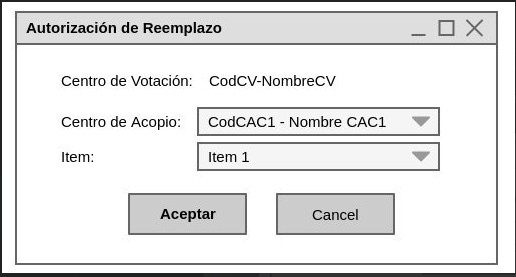 Autorización de Reemplazo
Centro de Votación: CodCV-NombreCV
Centro de Acopio: CodCAC1 - Nombre CAC1
Item: Item 1
Aceptar Cancel